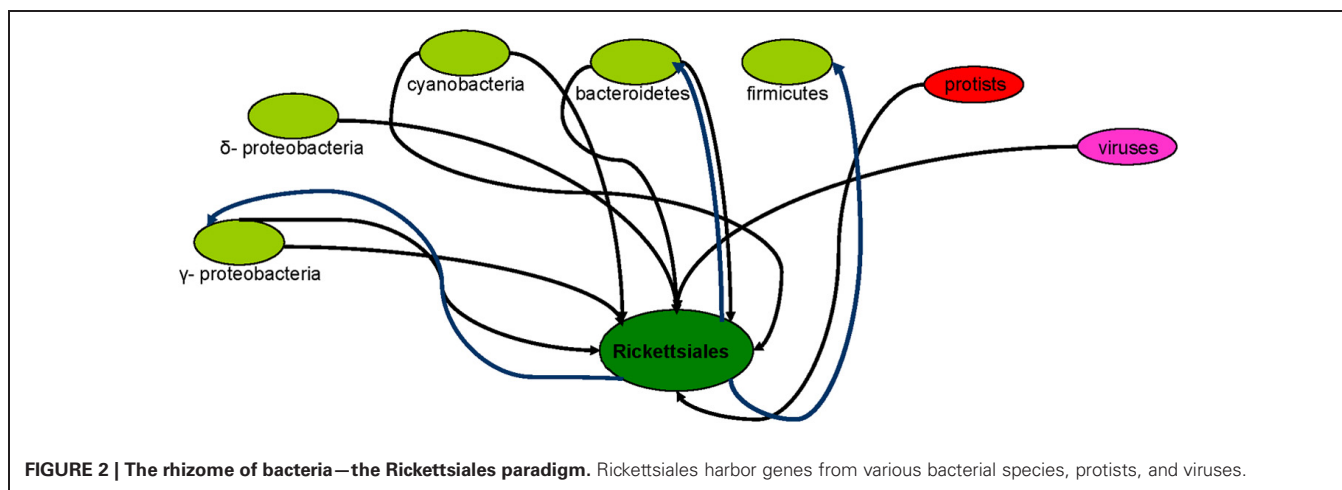 cyanobacteria
bacteroidetes
firmicutes
protists
δ- proteobacteria
viruses
γ- proteobacteria
Rickettsiales
FIGURE 2 | The rhizome of bacteria—the Rickettsiales paradigm. Rickettsiales harbor genes from various bacterial species, protists, and viruses.